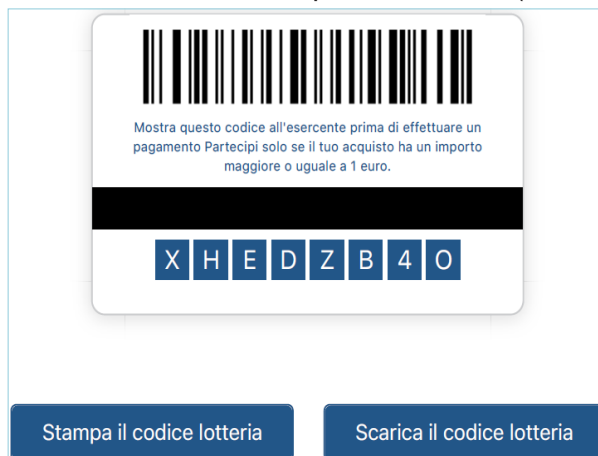 Mostra questo codice all'esercente prima di effettuare un
pagamento Partecipi solo se il tuo acquisto ha un importo
maggiore o uguale a 1 euro.
X H E D Z B 4 O
Stampa il codice lotteria
Scarica il codice lotteria